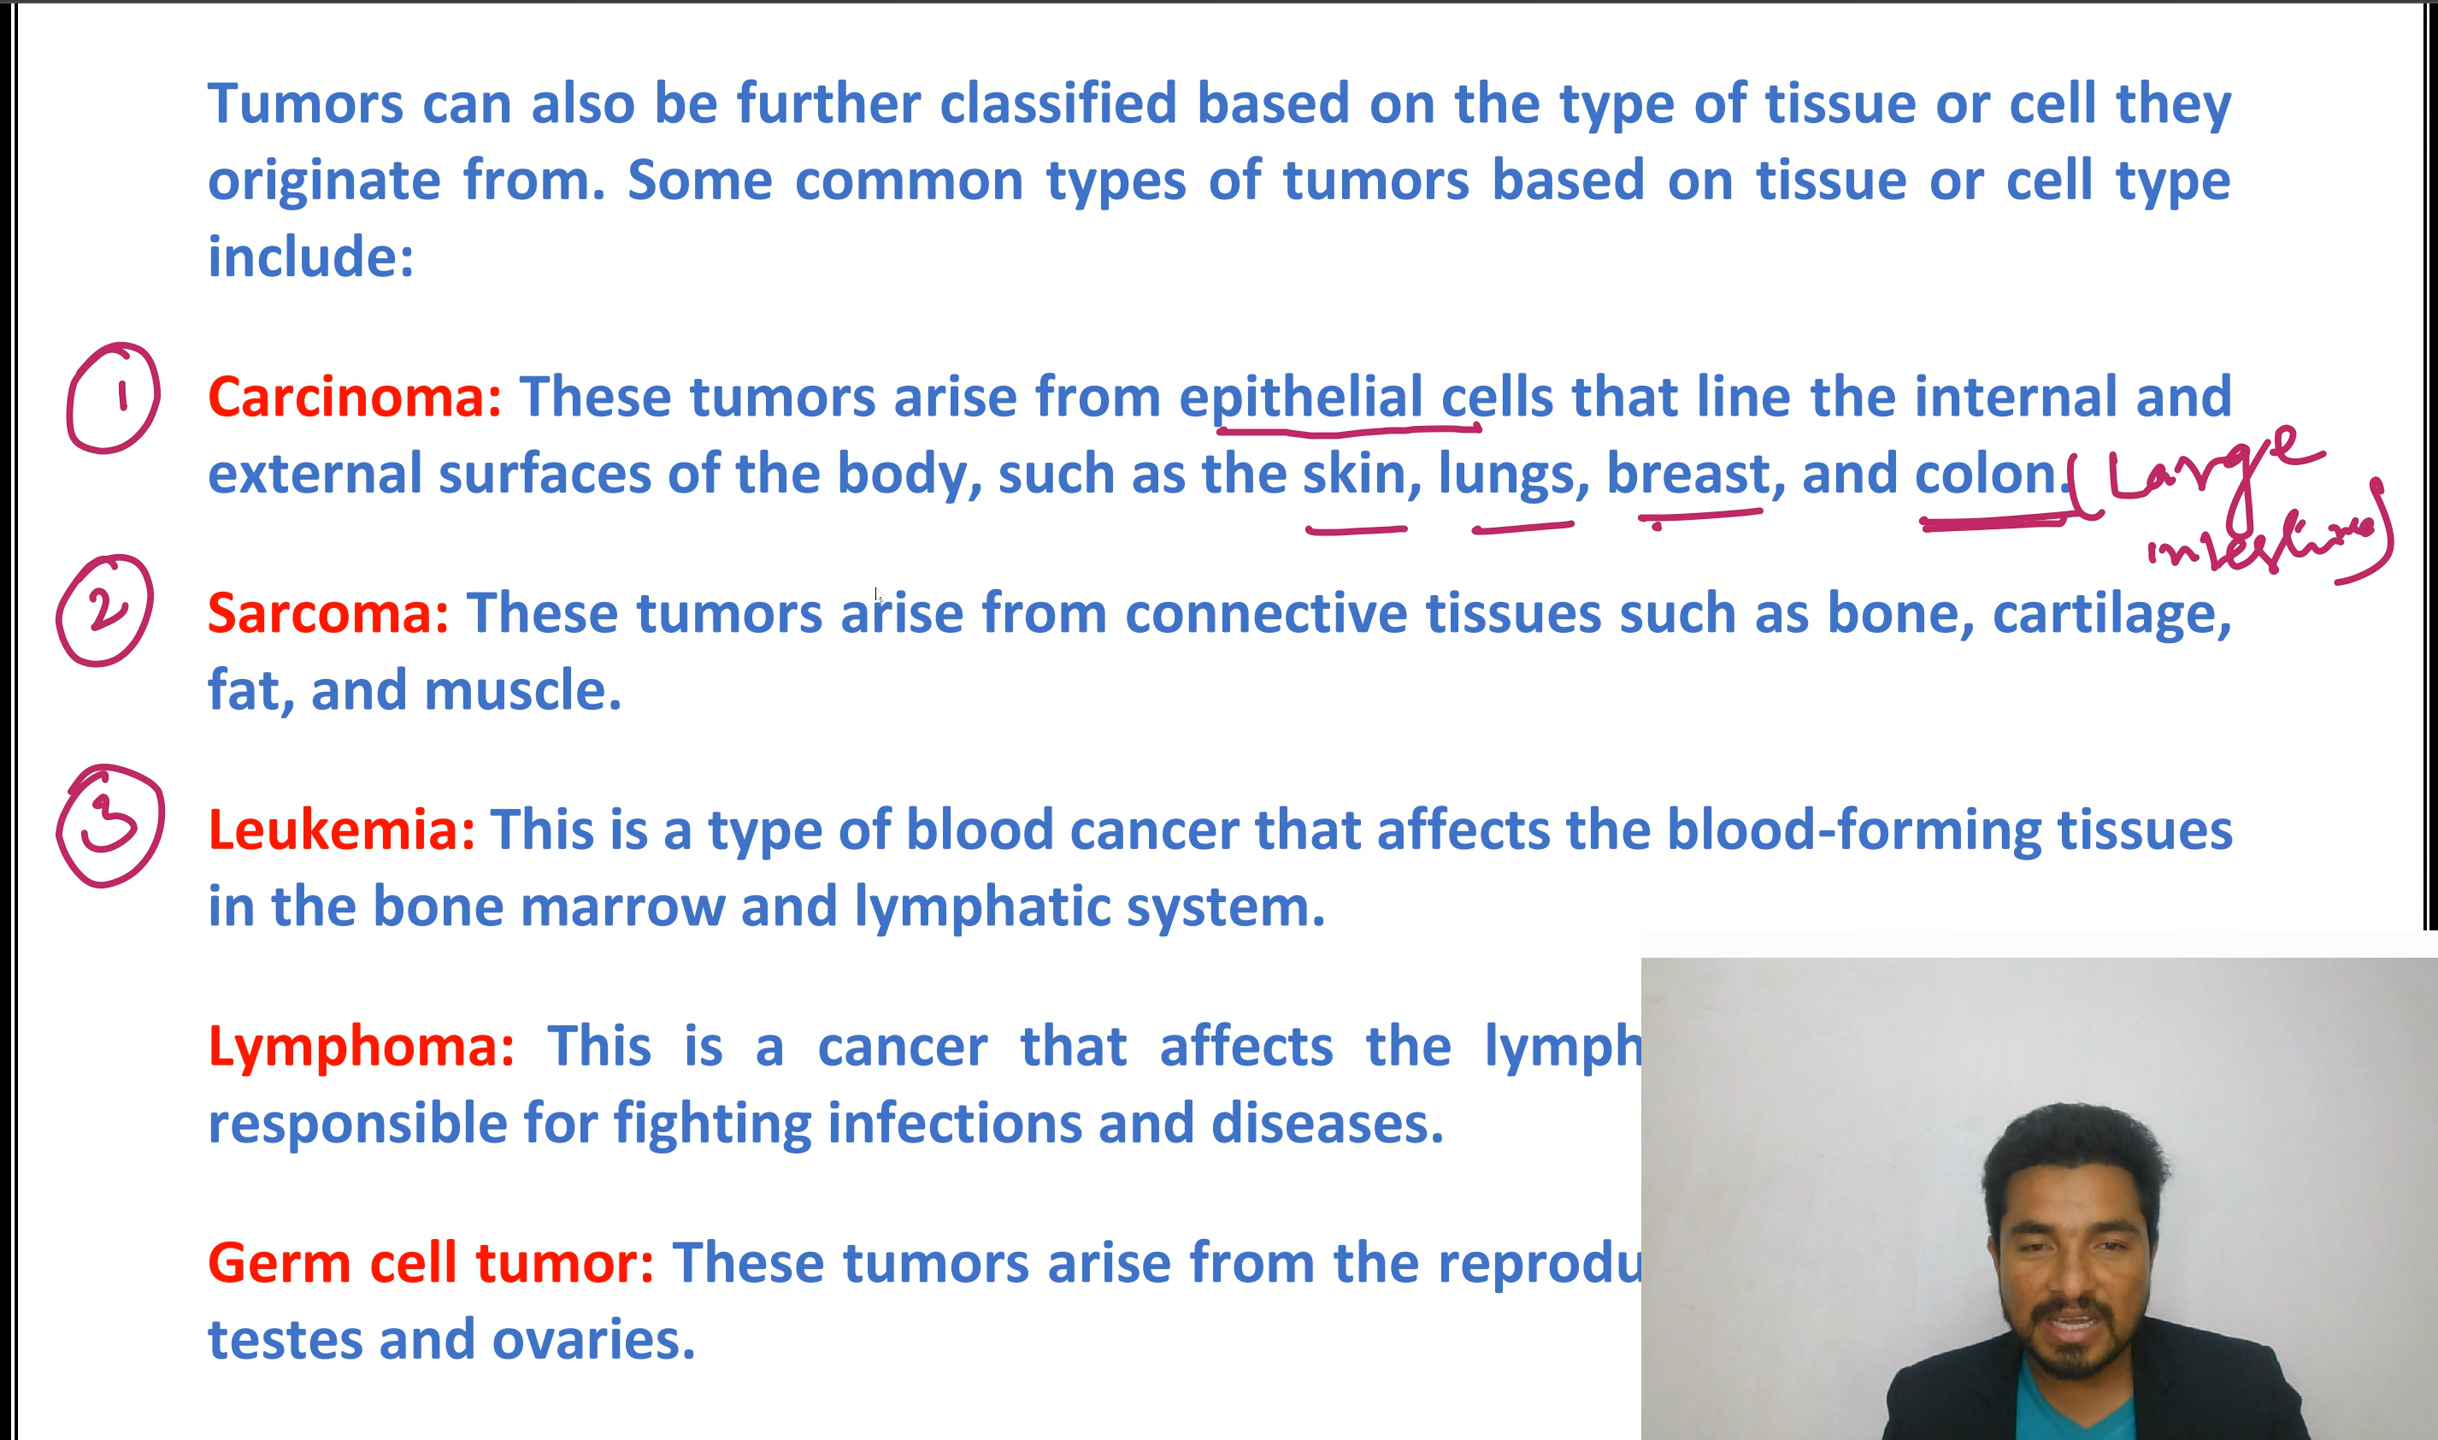 Tumors can also be further classified based on the type of tissue or cell they
originate from. Some common types of tumors based on tissue or cell type
include:
1
Carcinoma: These tumors arise from epithelial cells that line the internal and
external surfaces of the body, such as the skin, lungs, breast, and colon. (Large
intestine)
2
Sarcoma: These tumors arise from connective tissues such as bone, cartilage,
fat, and muscle.
3
Leukemia: This is a type of blood cancer that affects the blood-forming tissues
in the bone marrow and lymphatic system.
Lymphoma: This is a cancer that affects the lymph
responsible for fighting infections and diseases.
Germ cell tumor: These tumors arise from the reprodu
testes and ovaries.